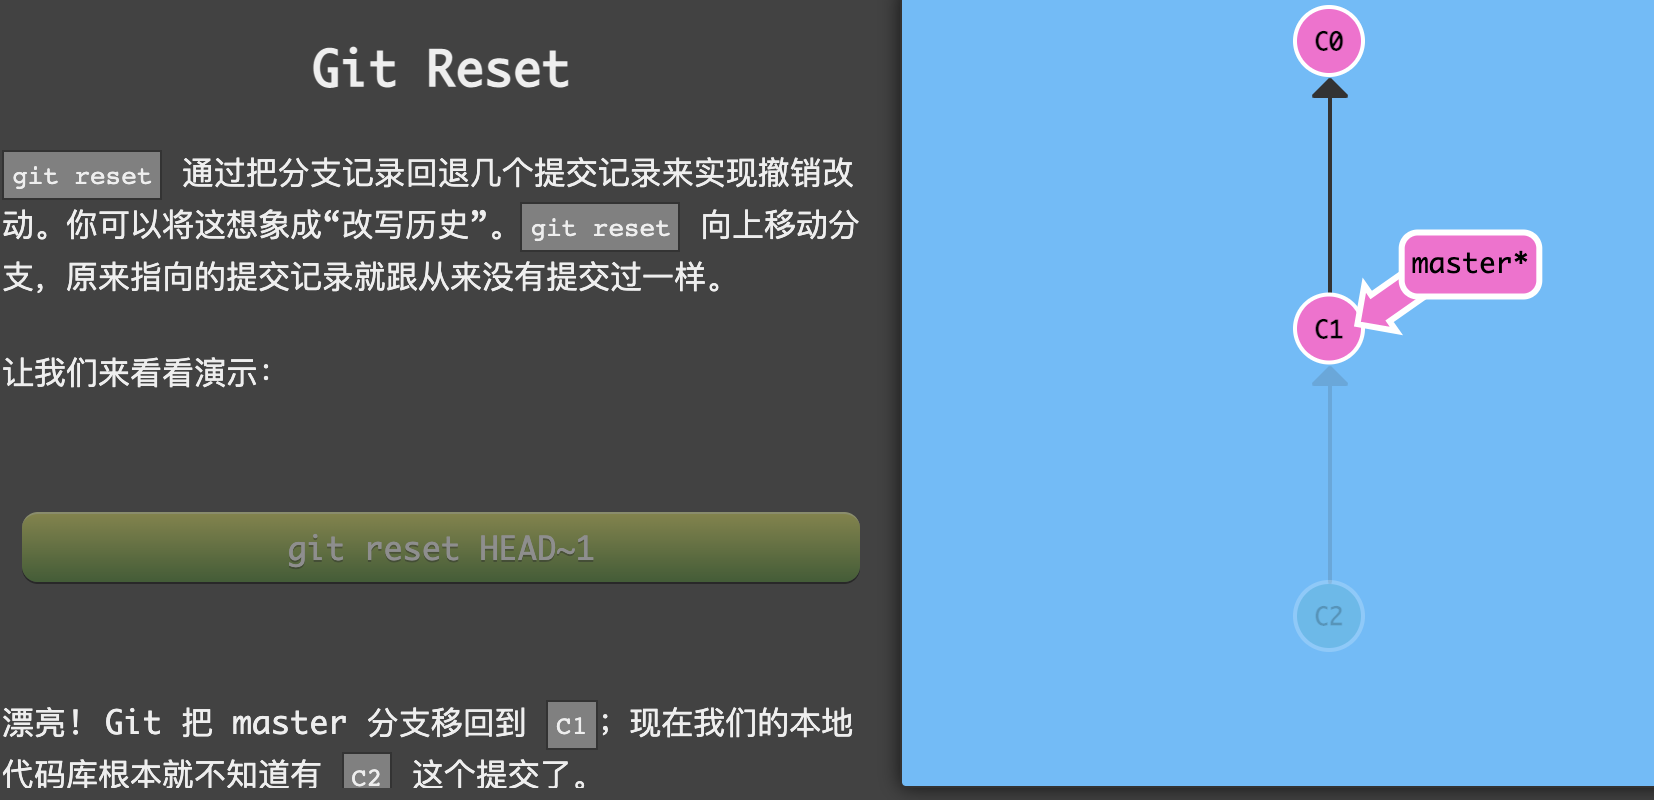 Git Reset
git reset 通过把分支记录回退几个提交记录来实现撤销改
动。你可以将这想象成“改写历史”。git reset 向上移动分
支，原来指向的提交记录就跟从来没有提交过一样。
让我们来看看演示：
git reset HEAD~1
漂亮! Git 把 master 分支移回到 C1；现在我们的本地
代码库根本就不知道有 C2 这个提交了。
C0
master*
C1
C2